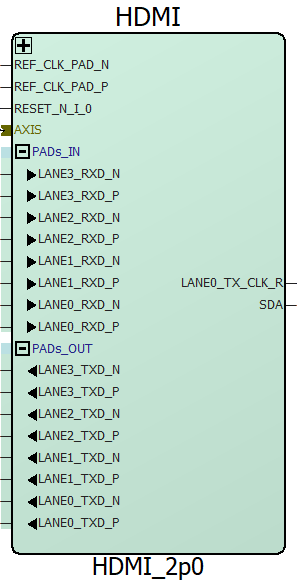 HDMI
REF_CLK_PAD_N
REF_CLK_PAD_P
RESET_N_I_0
AXIS
PADs_IN
LANE3_RXD_N
LANE3_RXD_P
LANE2_RXD_N
LANE2_RXD_P
LANE1_RXD_N
LANE1_RXD_P
LANE0_TX_CLK_R
LANE0_RXD_N
SDA
LANE0_RXD_P
PADs_OUT
LANE3_TXD_N
LANE3_TXD_P
LANE2_TXD_N
LANE2_TXD_P
LANE1_TXD_N
LANE1_TXD_P
LANE0_TXD_N
LANE0_TXD_P
HDMI_2p0